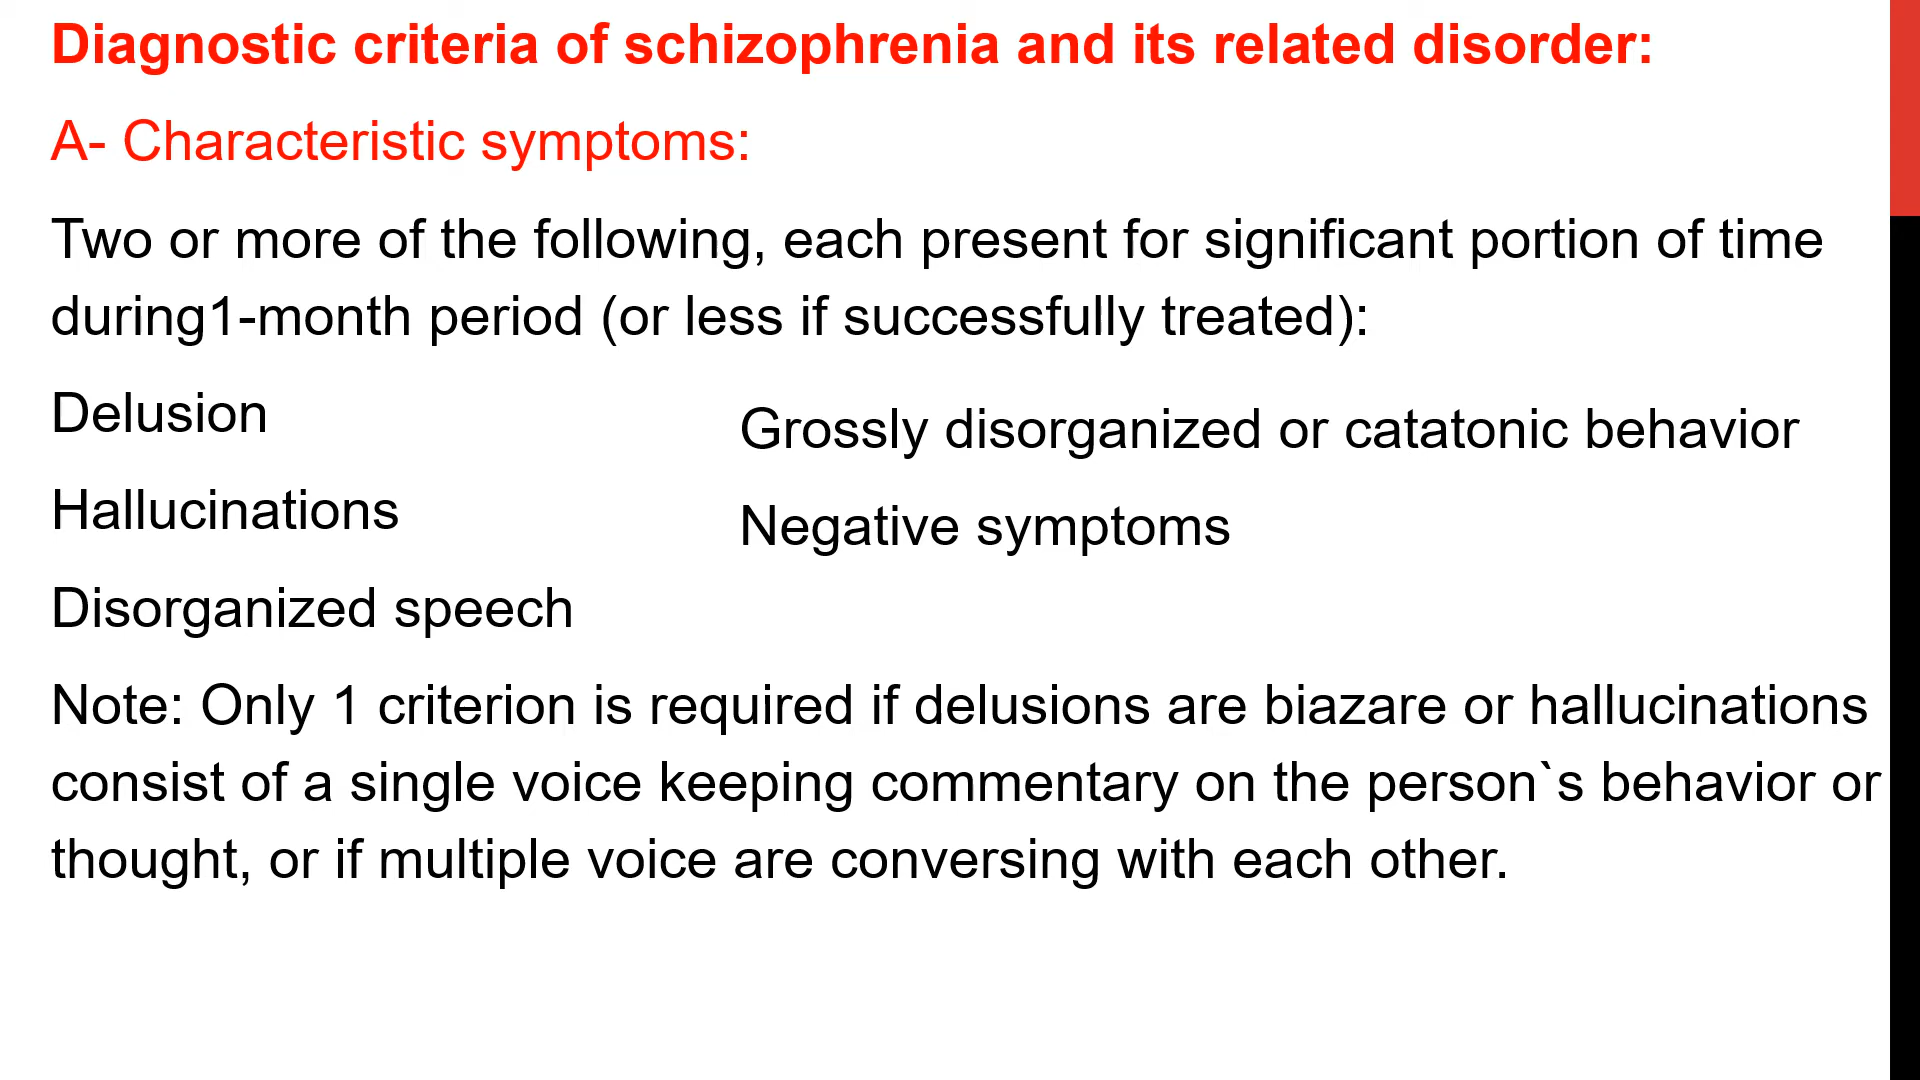 Diagnostic criteria of schizophrenia and its related disorder:
A- Characteristic symptoms:
Two or more of the following, each present for significant portion of time
during1-month period (or less if successfully treated):
Delusion
Hallucinations
Disorganized speech
Grossly disorganized or catatonic behavior
Negative symptoms
Note: Only 1 criterion is required if delusions are biazare or hallucinations
consist of a single voice keeping commentary on the person`s behavior or
thought, or if multiple voice are conversing with each other.